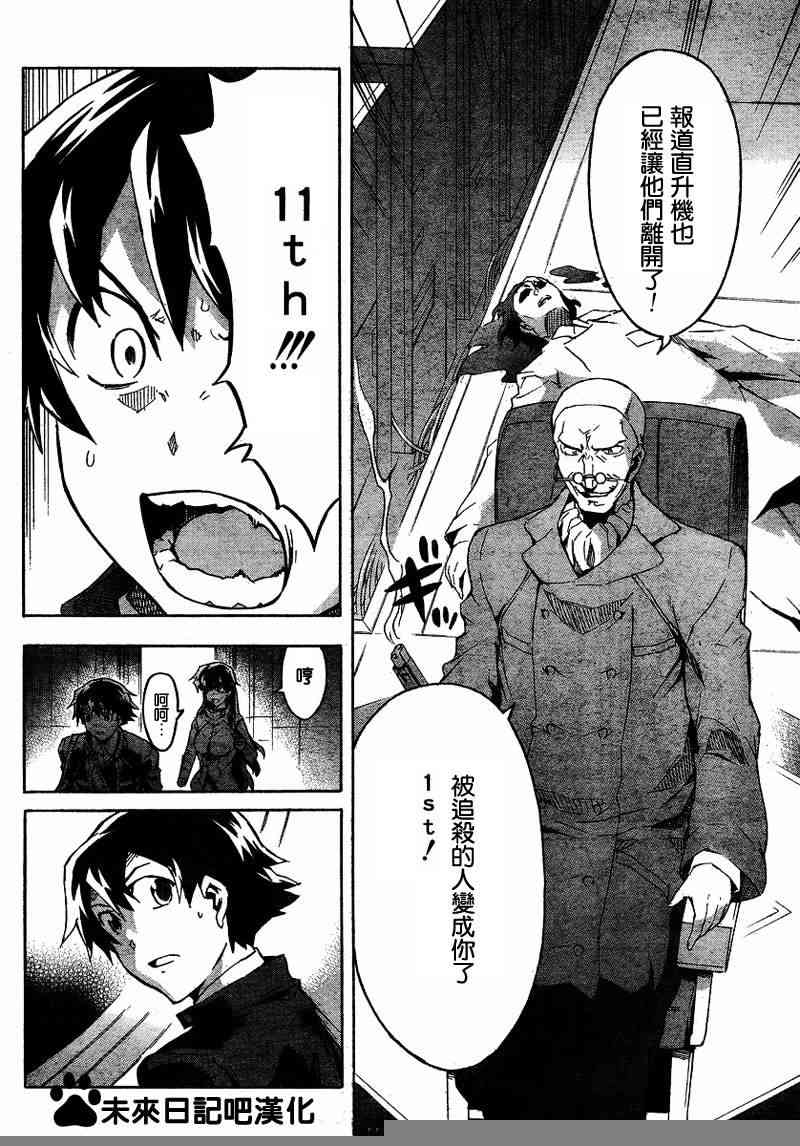 報道直升機也
已經讓他們離開了！
ギ
ギ
被追殺的人變成你了
1st！
11th!!!
哼
呵呵…
未來日記吧漢化